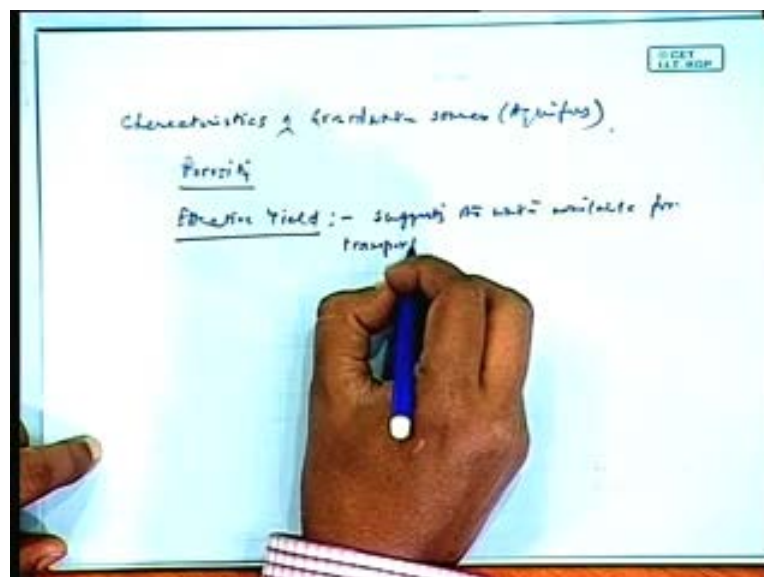 © CET
I.I.T. KGP
Characteristics of Groundwater sources (Aquifers).
Porosity
Effective Yield :- suggests the water available for
transport